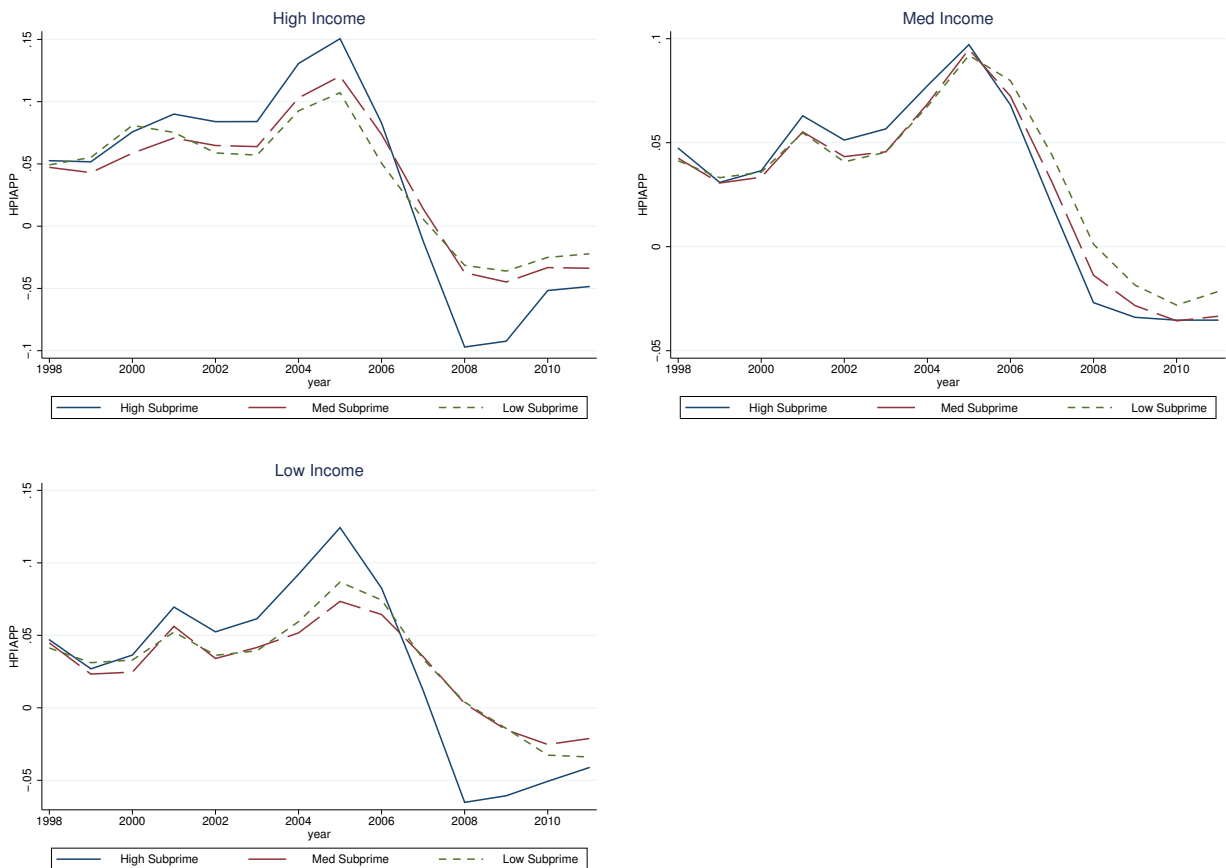 High Income
.15
.1
.05
0
-.05
-.1
HPIAPP
1998 2000 2002 2004 2006 2008 2010
year
High Subprime Med Subprime Low Subprime
Med Income
.1
.05
0
-.05
HPIAPP
1998 2000 2002 2004 2006 2008 2010
year
High Subprime Med Subprime Low Subprime
Low Income
.15
.1
.05
0
-.05
HPIAPP
1998 2000 2002 2004 2006 2008 2010
year
High Subprime Med Subprime Low Subprime